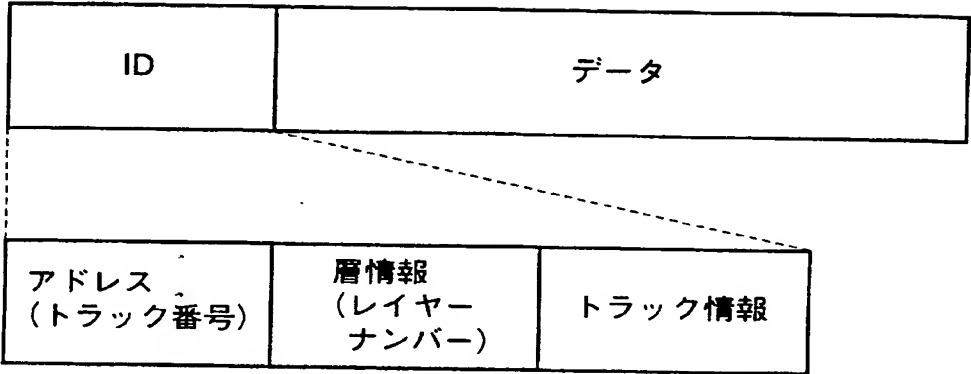 ID
データ
アドレス
(トラック番号)
層情報
(レイヤー
ナンバー)
トラック情報